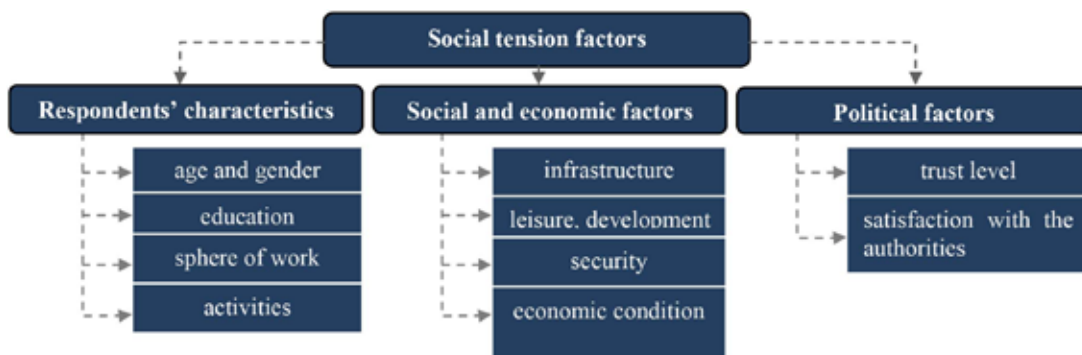 Social tension factors
Respondents' characteristics
age and gender
education
sphere of work
activities
Social and economic factors
infrastructure
leisure, development
security
economic condition
Political factors
trust level
satisfaction with the
authorities